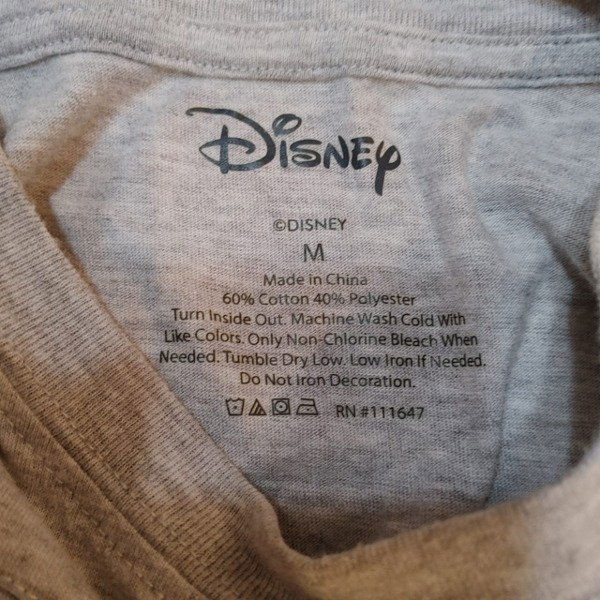 Disney
©DISNEY
M
Made in China
60% Cotton 40% Polyester
Turn Inside Out. Machine Wash Cold With
Like Colors. Only Non-Chlorine Bleach When
Needed. Tumble Dry Low. Low Iron If Needed.
Do Not Iron Decoration.
RN #111647